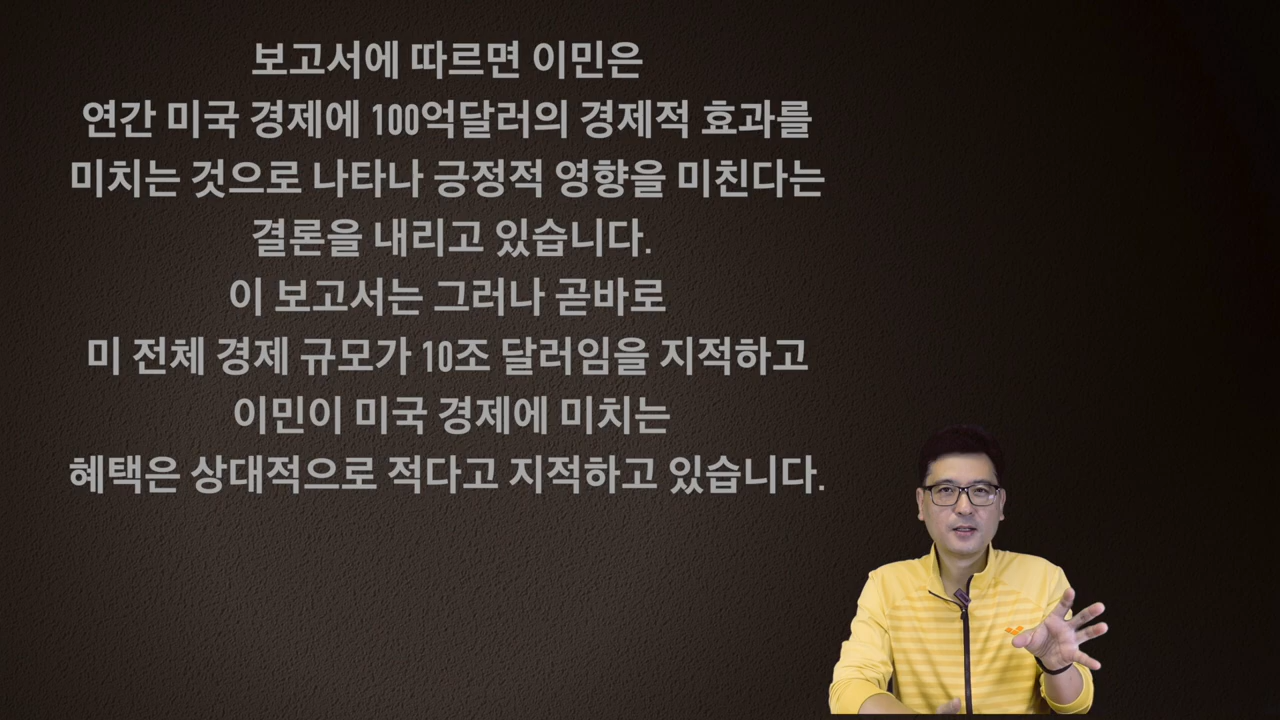 보고서에 따르면 이민은
연간 미국 경제에 100억달러의 경제적 효과를
미치는 것으로 나타나 긍정적 영향을 미친다는
결론을 내리고 있습니다.
이 보고서는 그러나 곧바로
미 전체 경제 규모가 10조 달러임을 지적하고
이민이 미국 경제에 미치는
혜택은 상대적으로 적다고 지적하고 있습니다.